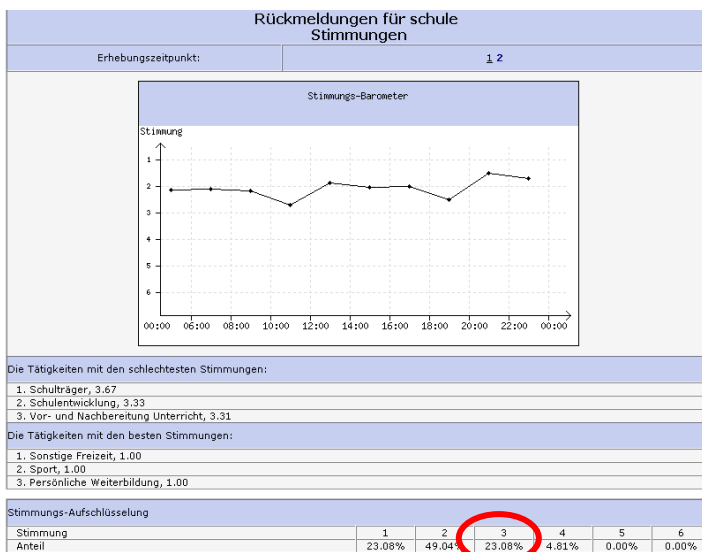 Rückmeldungen für schule
Stimmungen
Erhebungszeitpunkt: 1 2
Stimmungs-Barometer
Stimmung
1
2
3
4
5
6
00:00 06:00 08:00 10:00 12:00 14:00 16:00 18:00 20:00 22:00 00:00
Die Tätigkeiten mit den schlechtesten Stimmungen:
1. Schulträger, 3.67
2. Schulentwicklung, 3.33
3. Vor- und Nachbereitung Unterricht, 3.31
Die Tätigkeiten mit den besten Stimmungen:
1. Sonstige Freizeit, 1.00
2. Sport, 1.00
3. Persönliche Weiterbildung, 1.00
Stimmungs-Aufschlüsselung
Stimmung 1 2 3 4 5 6
Anteil 23.08% 49.04% 23.08% 4.81% 0.00% 0.00%